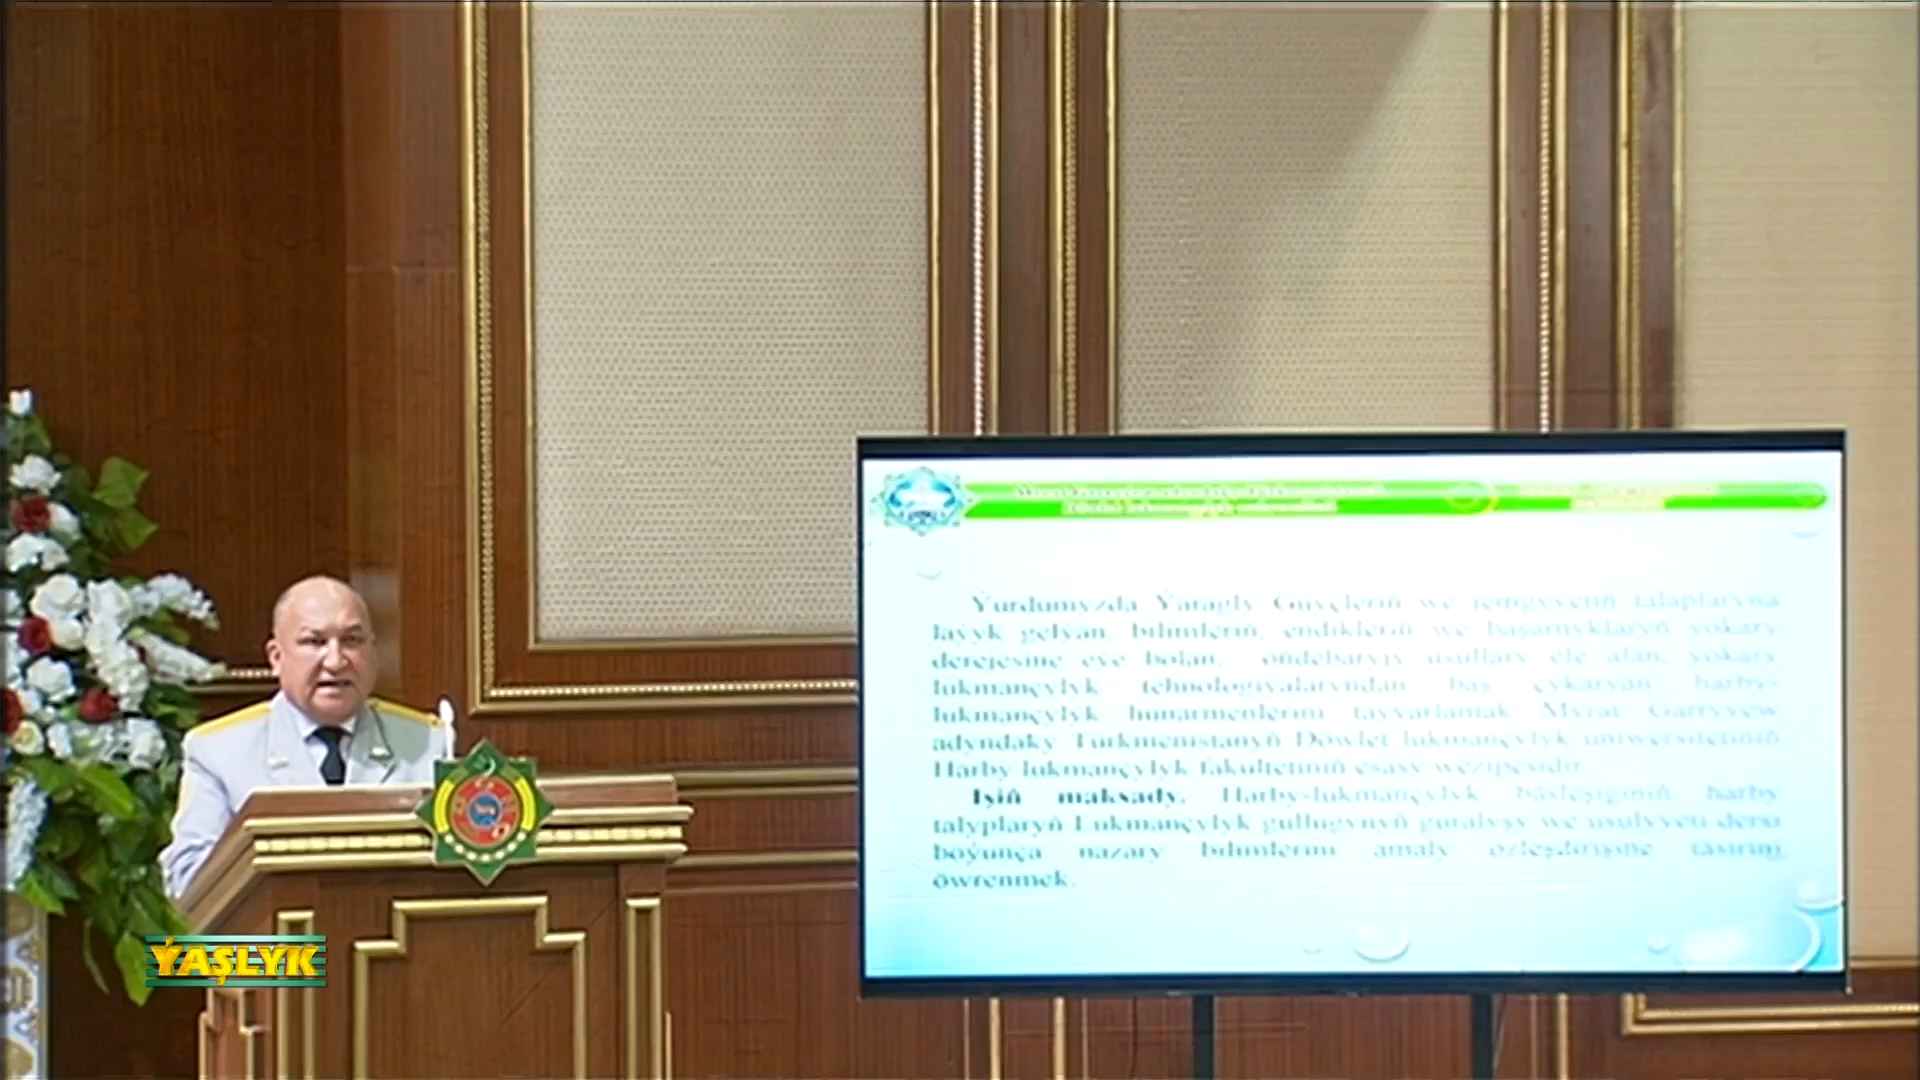 Ýurdumyzda Ýaragly Güýçleriň we jemgyýetiň talaplaryna
laýyk gelýän, bilimleriň, endikleriň we başarnyklaryň ýokary
derejesine eýe bolan, öňdebaryjy usullary ele alan, ýokary
lukmançylyk tehnologiýalaryndan baş çykarýan harby-
lukmançylyk hünärmenlerini taýýarlamak Myrat Garryýew
adyndaky Türkmenistanyň Döwlet lukmançylyk uniwersitetiniň
Harby lukmançylyk fakultetiniň esasy wezipesidir.
Işiň maksady. Harby-lukmançylyk bäsleşiginiň harby
talyplaryň Lukmançylyk gullugynyň guralyşy we usulyýeti dersi
boýunça nazary bilimlerini amaly özleşdirişine täsirini
öwrenmek.
ÝAŞLYK